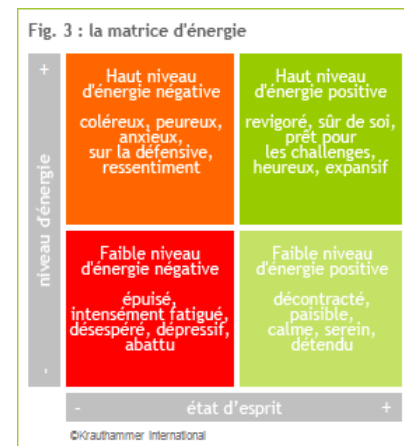 Fig. 3 : la matrice d'énergie
+
niveau d'énergie
-
Haut niveau
d'énergie négative
coléreux, peureux,
anxieux,
sur la défensive,
ressentiment
Haut niveau
d'énergie positive
revigoré, sûr de soi,
prêt pour
les challenges,
heureux, expansif
Faible niveau
d'énergie négative
épuisé,
intensément fatigué,
désespéré, dépressif,
abattu
Faible niveau
d'énergie positive
décontracté,
paisible,
calme, serein,
détendu
- état d'esprit +
©Krauthammer International